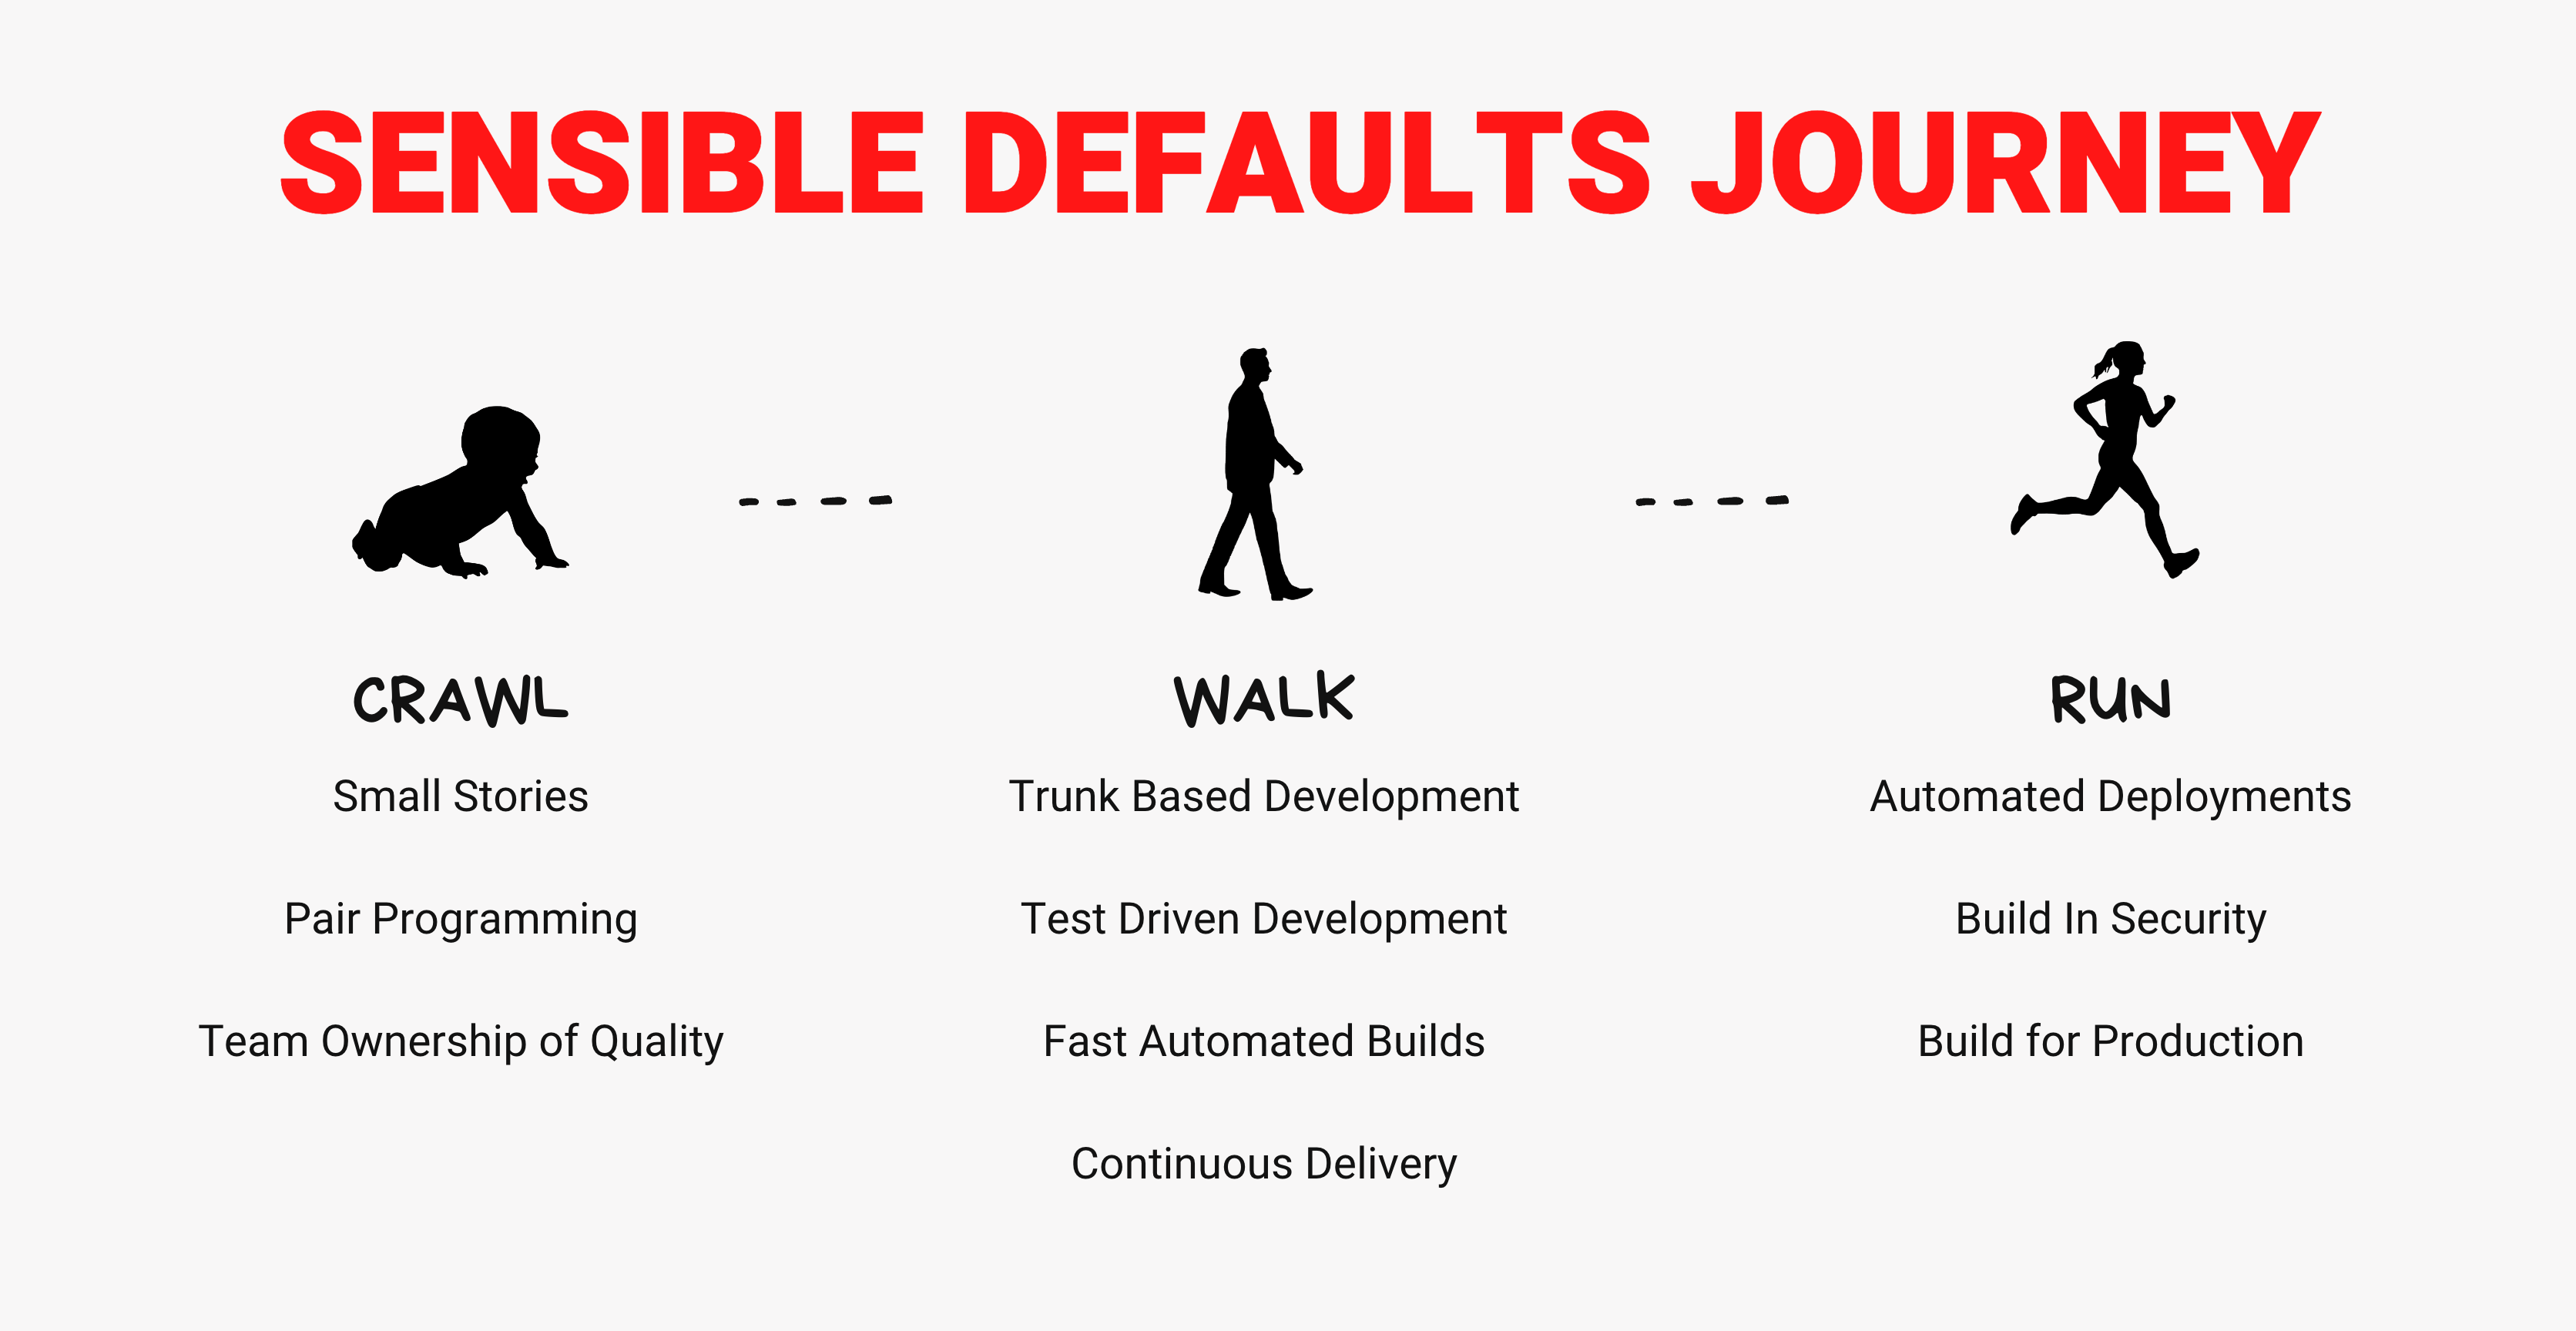 SENSIBLE DEFAULTS JOURNEY
CRAWL
Small Stories
Pair Programming
Team Ownership of Quality
WALK
Trunk Based Development
Test Driven Development
Fast Automated Builds
Continuous Delivery
RUN
Automated Deployments
Build In Security
Build for Production